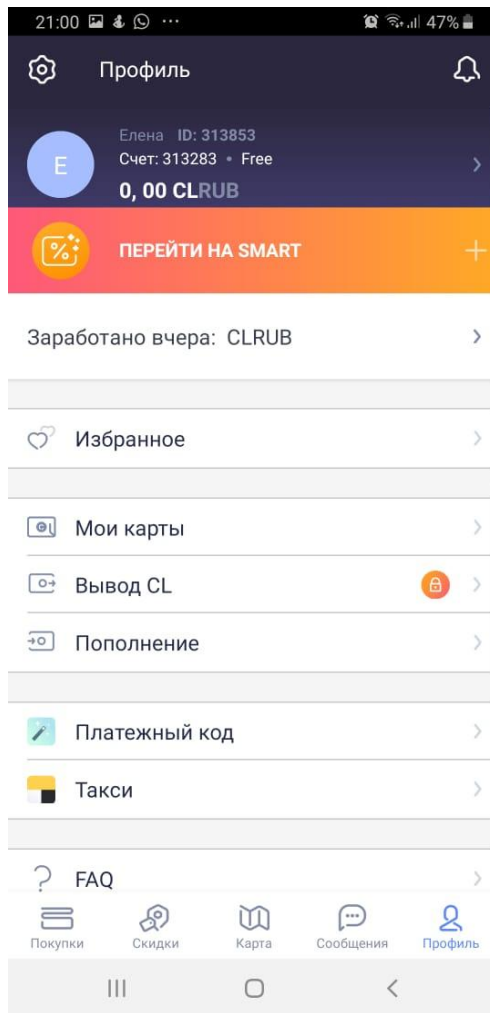 21:00 47%
Профиль
Е
Елена ID: 313853
Счет: 313283 • Free
0, 00 CLRUB
%
ПЕРЕЙТИ НА SMART
Заработано вчера: CLRUB
Избранное
Мои карты
Вывод CL
Пополнение
Платежный код
Такси
FAQ
Покупки Скидки Карта Сообщения Профиль